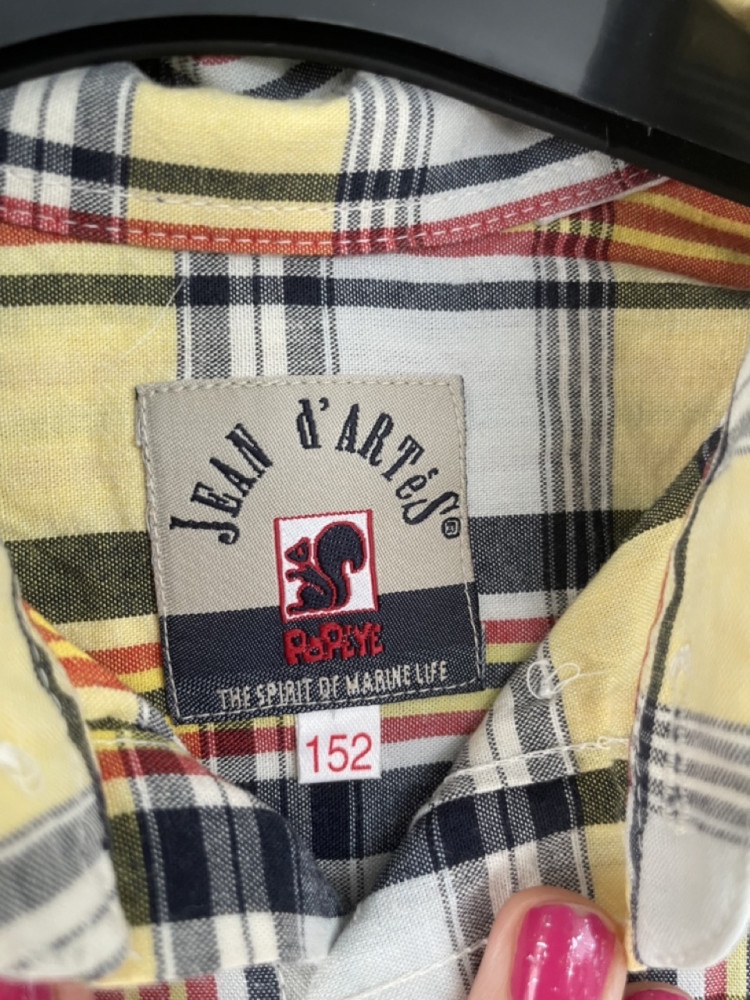 JEAN d'ARTéS®
POPEYE
THE SPIRIT OF MARINE LIFE
152